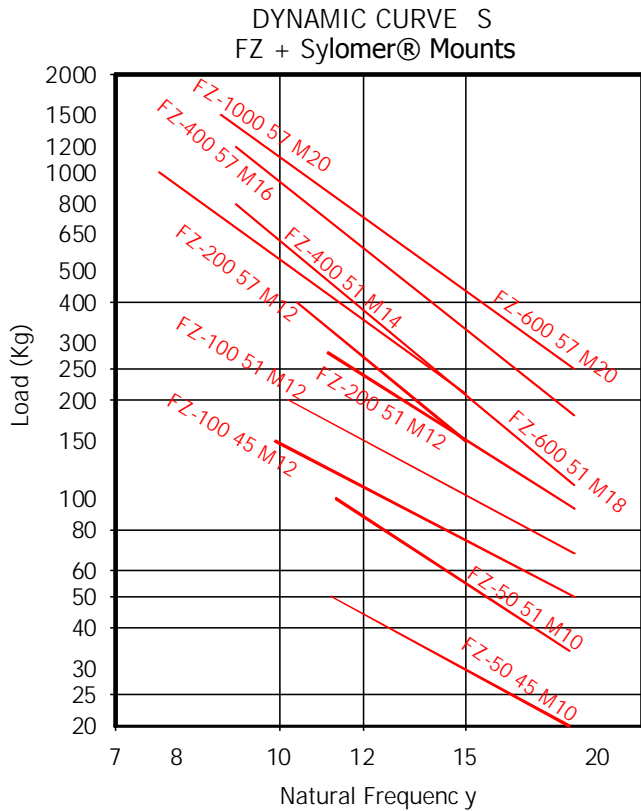 DYNAMIC CURVE S
FZ + Sylomer® Mounts
2000
1500
1200
1000
800
650
500
400
300
250
200
150
100
80
60
50
40
30
25
20
Load (Kg)
FZ-1000 57 M20
FZ-400 57 M16
FZ-200 57 M12
FZ-400 51 M14
FZ-600 57 M20
FZ-100 51 M12
FZ-200 51 M12
FZ-100 45 M12
FZ-600 51 M18
FZ-50 51 M10
FZ-50 45 M10
7 8 10 12 15 20
Natural Frequenc y